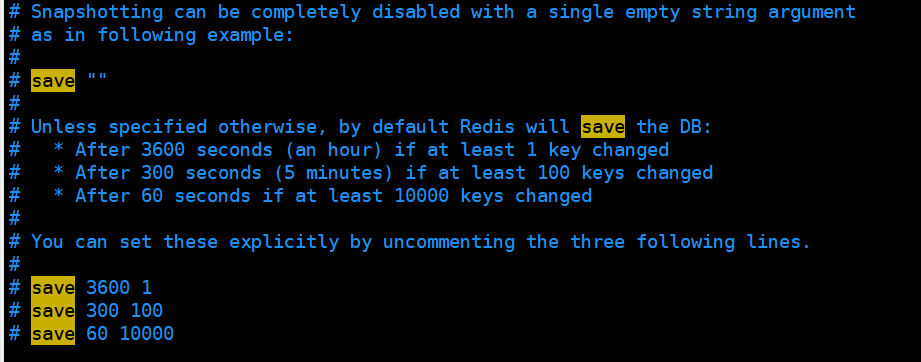 # Snapshotting can be completely disabled with a single empty string argument
# as in following example:
#
# save ""
#
# Unless specified otherwise, by default Redis will save the DB:
#   * After 3600 seconds (an hour) if at least 1 key changed
#   * After 300 seconds (5 minutes) if at least 100 keys changed
#   * After 60 seconds if at least 10000 keys changed
#
# You can set these explicitly by uncommenting the three following lines.
#
# save 3600 1
# save 300 100
# save 60 10000